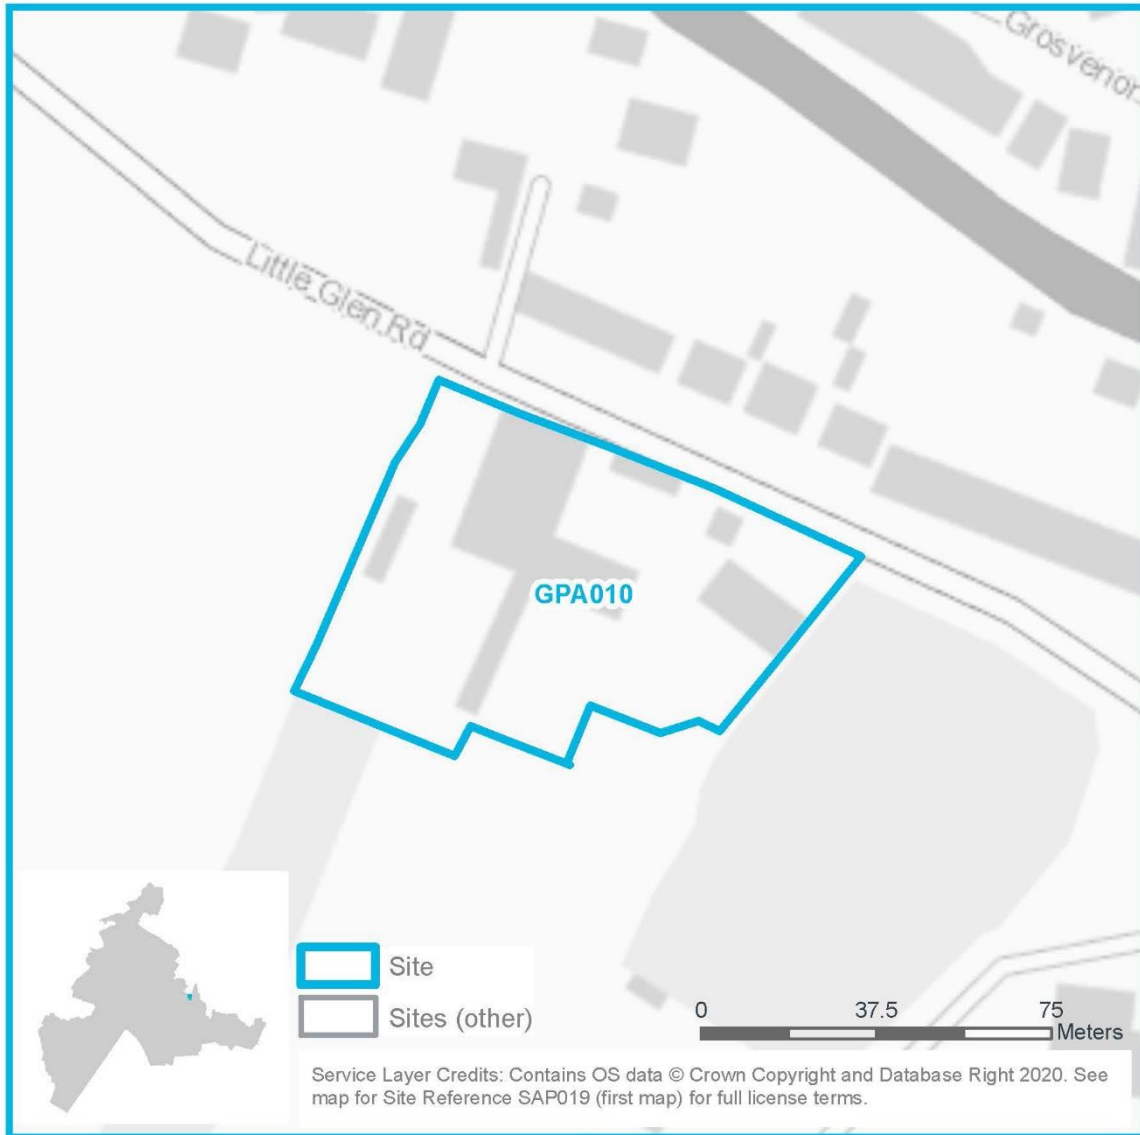 Grosvenor
Little Glen Rd
GPA010
Site
Sites (other)
0 37.5 75
Meters
Service Layer Credits: Contains OS data © Crown Copyright and Database Right 2020. See
map for Site Reference SAP019 (first map) for full license terms.